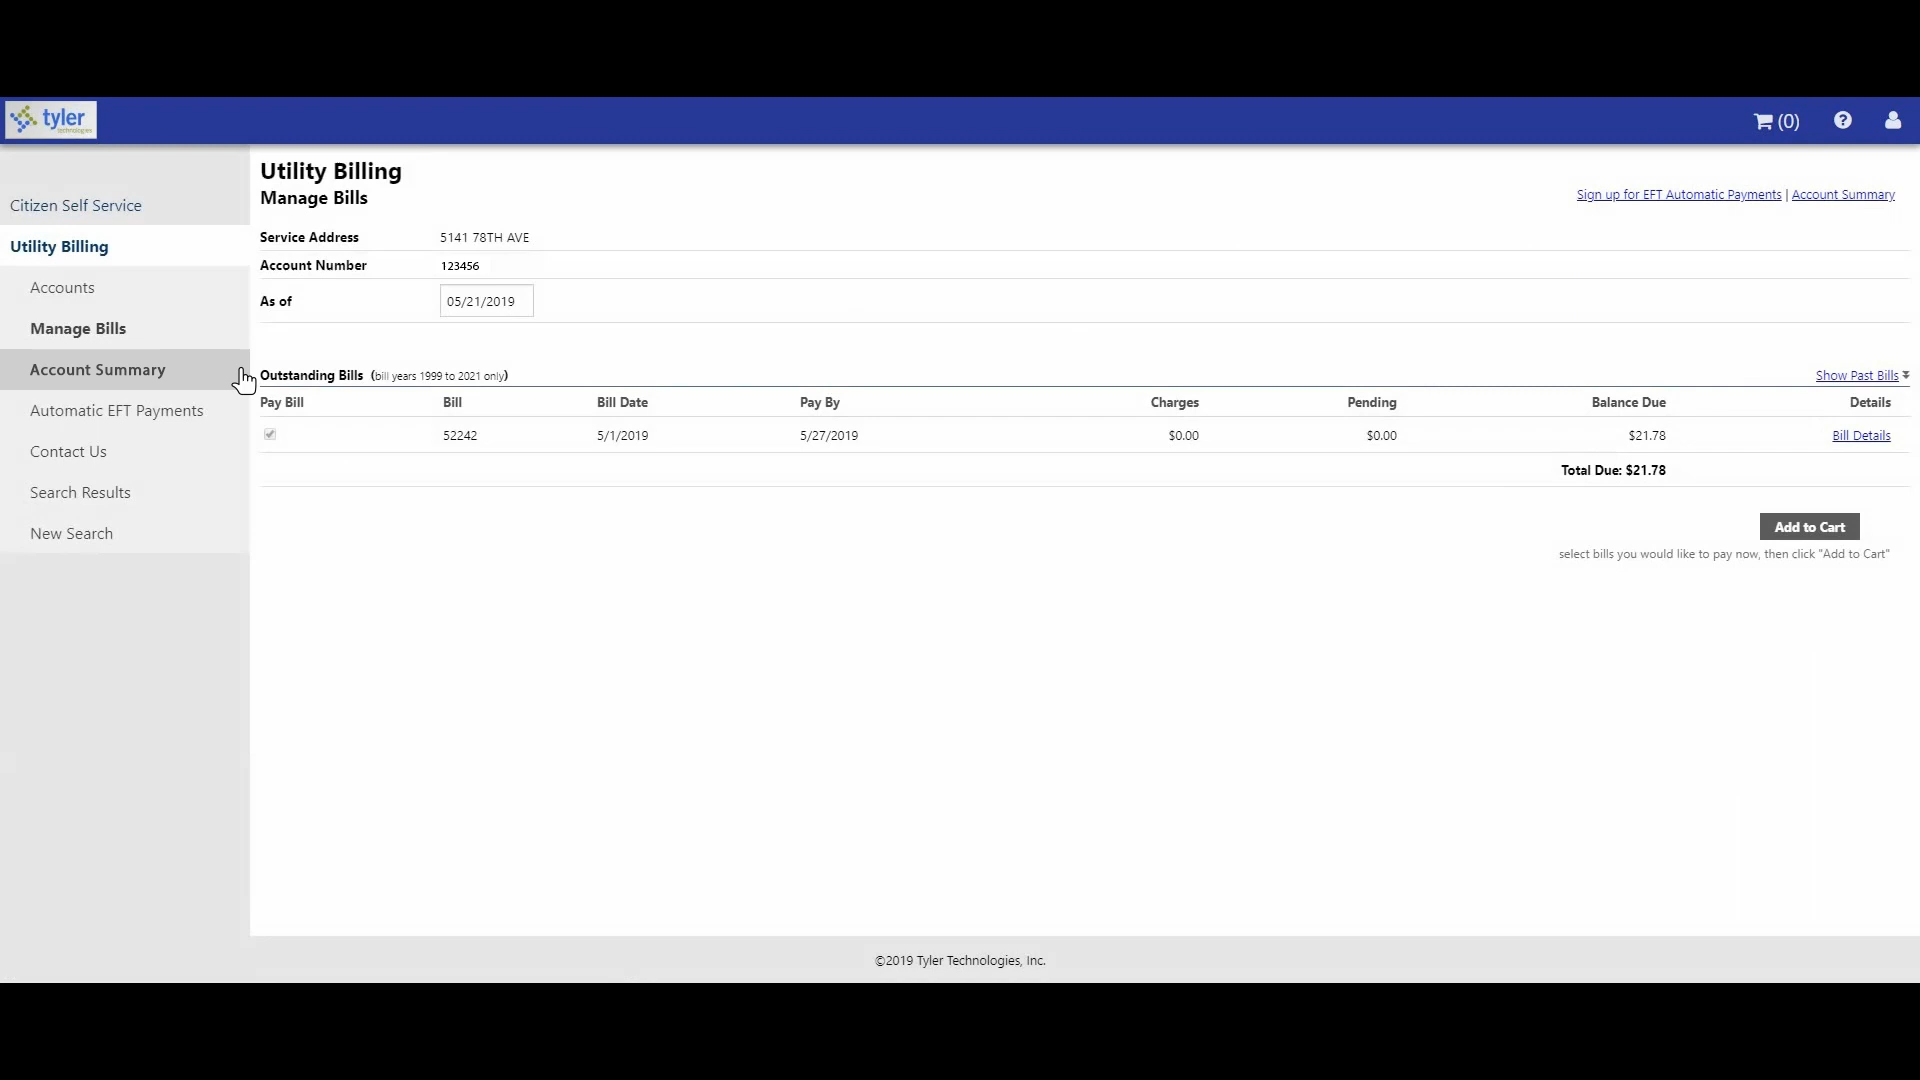 tyler
technologies
(0)
Citizen Self Service
Utility Billing
Accounts
Manage Bills
Account Summary
Automatic EFT Payments
Contact Us
Search Results
New Search
Utility Billing
Manage Bills
Sign up for EFT Automatic Payments | Account Summary
Service Address 5141 78TH AVE
Account Number 123456
As of 05/21/2019
Outstanding Bills (bill years 1999 to 2021 only) Show Past Bills
Pay Bill Bill Bill Date Pay By Charges Pending Balance Due Details
52242 5/1/2019 5/27/2019 $0.00 $0.00 $21.78 Bill Details
Total Due: $21.78
Add to Cart
select bills you would like to pay now, then click "Add to Cart"
©2019 Tyler Technologies, Inc.